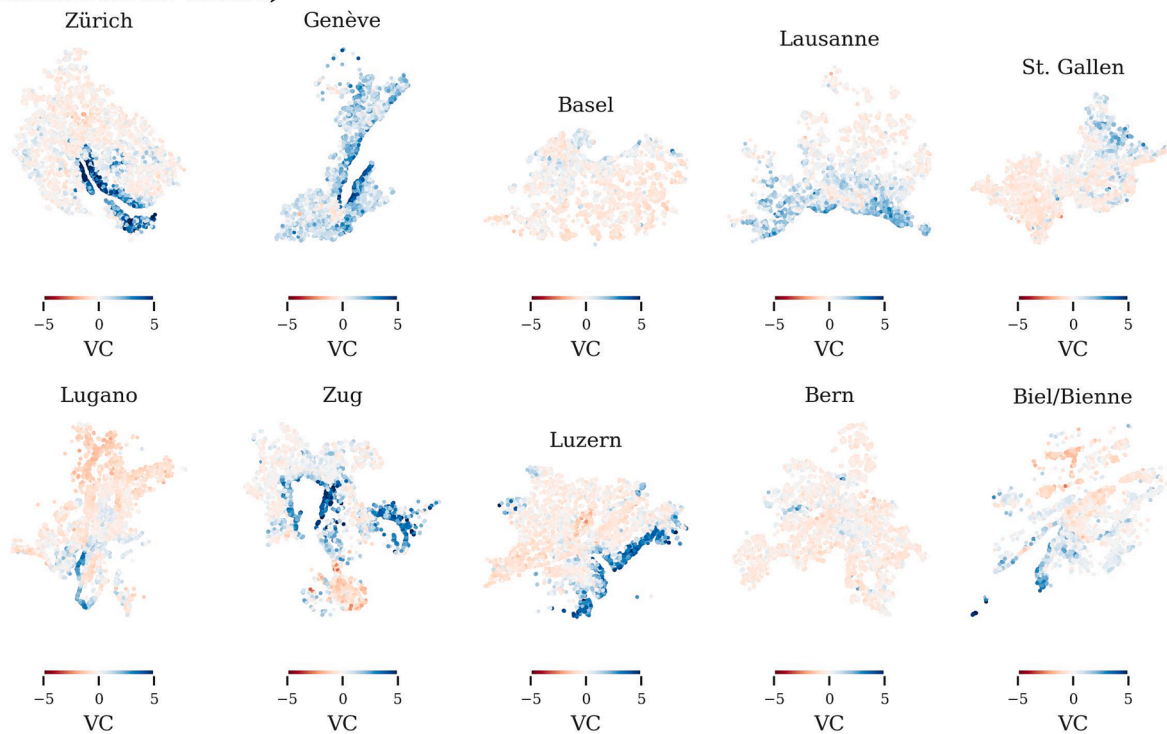 Zürich
Genève
Basel
Lausanne
St. Gallen
−5 0 5
VC
−5 0 5
VC
−5 0 5
VC
−5 0 5
VC
−5 0 5
VC
Lugano
Zug
Luzern
Bern
Biel/Bienne
−5 0 5
VC
−5 0 5
VC
−5 0 5
VC
−5 0 5
VC
−5 0 5
VC